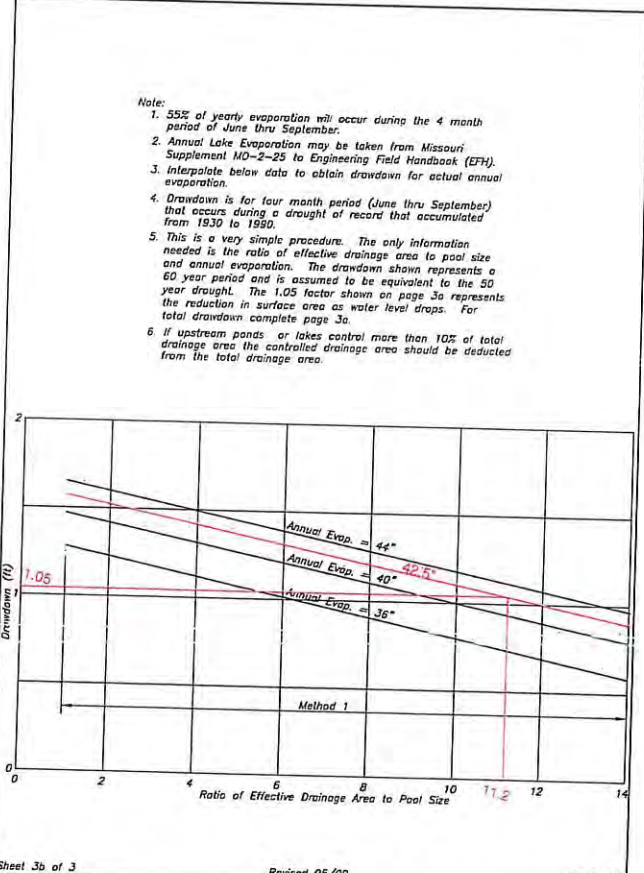 Note:
1. 55% of yearly evaporation will occur during the 4 month
period of June thru September.
2. Annual Lake Evaporation may be taken from Missouri
Supplement MO-2-25 to Engineering Field Handbook (EFH).
3. Interpolate below data to obtain drawdown for actual annual
evaporation.
4. Drawdown is for four month period (June thru September)
that occurs during a drought of record that accumulated
from 1930 to 1990.
5. This is a very simple procedure. The only information
needed is the ratio of effective drainage area to pool size
and annual evaporation. The drawdown shown represents a
60 year period and is assumed to be equivalent to the 50
year drought. The 1.05 factor shown on page 3a represents
the reduction in surface area as water level drops. For
total drawdown complete page 3a.
6. If upstream ponds or lakes control more than 10% of total
drainage area the controlled drainage area should be deducted
from the total drainage area.
2
Annual Evap. = 44"
42.5"
Annual Evap. = 40"
1.05
1
Annual Evap. = 36"
Drawdown (ft)
Method 1
0
0 2 4 6 8 10 11.2 12 14
Ratio of Effective Drainage Area to Pool Size
Sheet 3b of 3
Revised 05/00